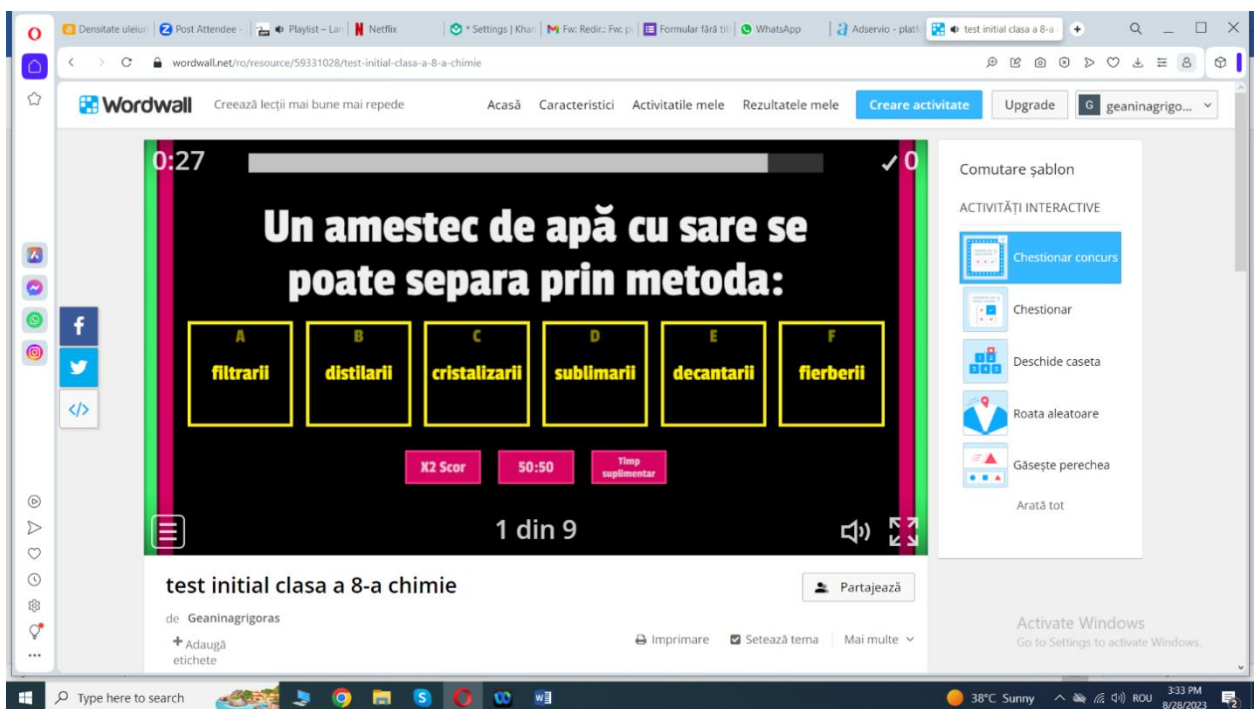 Densitate uleiur
Post Attendee -
Playlist – Lar
Netflix
* Settings | Khan
Fw: Redir.: Fwc pr
Formular fără tit
WhatsApp
Adservio - platfo
test initial clasa a 8-a c
wordwall.net/ro/resource/59331028/test-initial-clasa-a-8-a-chimie
Wordwall
Creează lecții mai bune mai repede
Acasă
Caracteristici
Activitatile mele
Rezultatele mele
Creare activitate
Upgrade
G geaninagrigo...
0:27
0
Un amestec de apă cu sare se
poate separa prin metoda:
A
B
C
D
E
F
filtrarii
distilarii
cristalizarii
sublimarii
decantarii
fierberii
X2 Scor
50:50
Timp
suplimentar
1 din 9
Comutare șablon
ACTIVITĂȚI INTERACTIVE
Chestionar concurs
Chestionar
Deschide caseta
Roata aleatoare
Găsește perechea
Arată tot
test initial clasa a 8-a chimie
Partajează
de Geaninagrigoras
Adaugă
etichete
Imprimare
Setează tema
Mai multe
Activate Windows
Go to Settings to activate Windows.
Type here to search
38°C Sunny
ROU
3:33 PM
8/28/2023